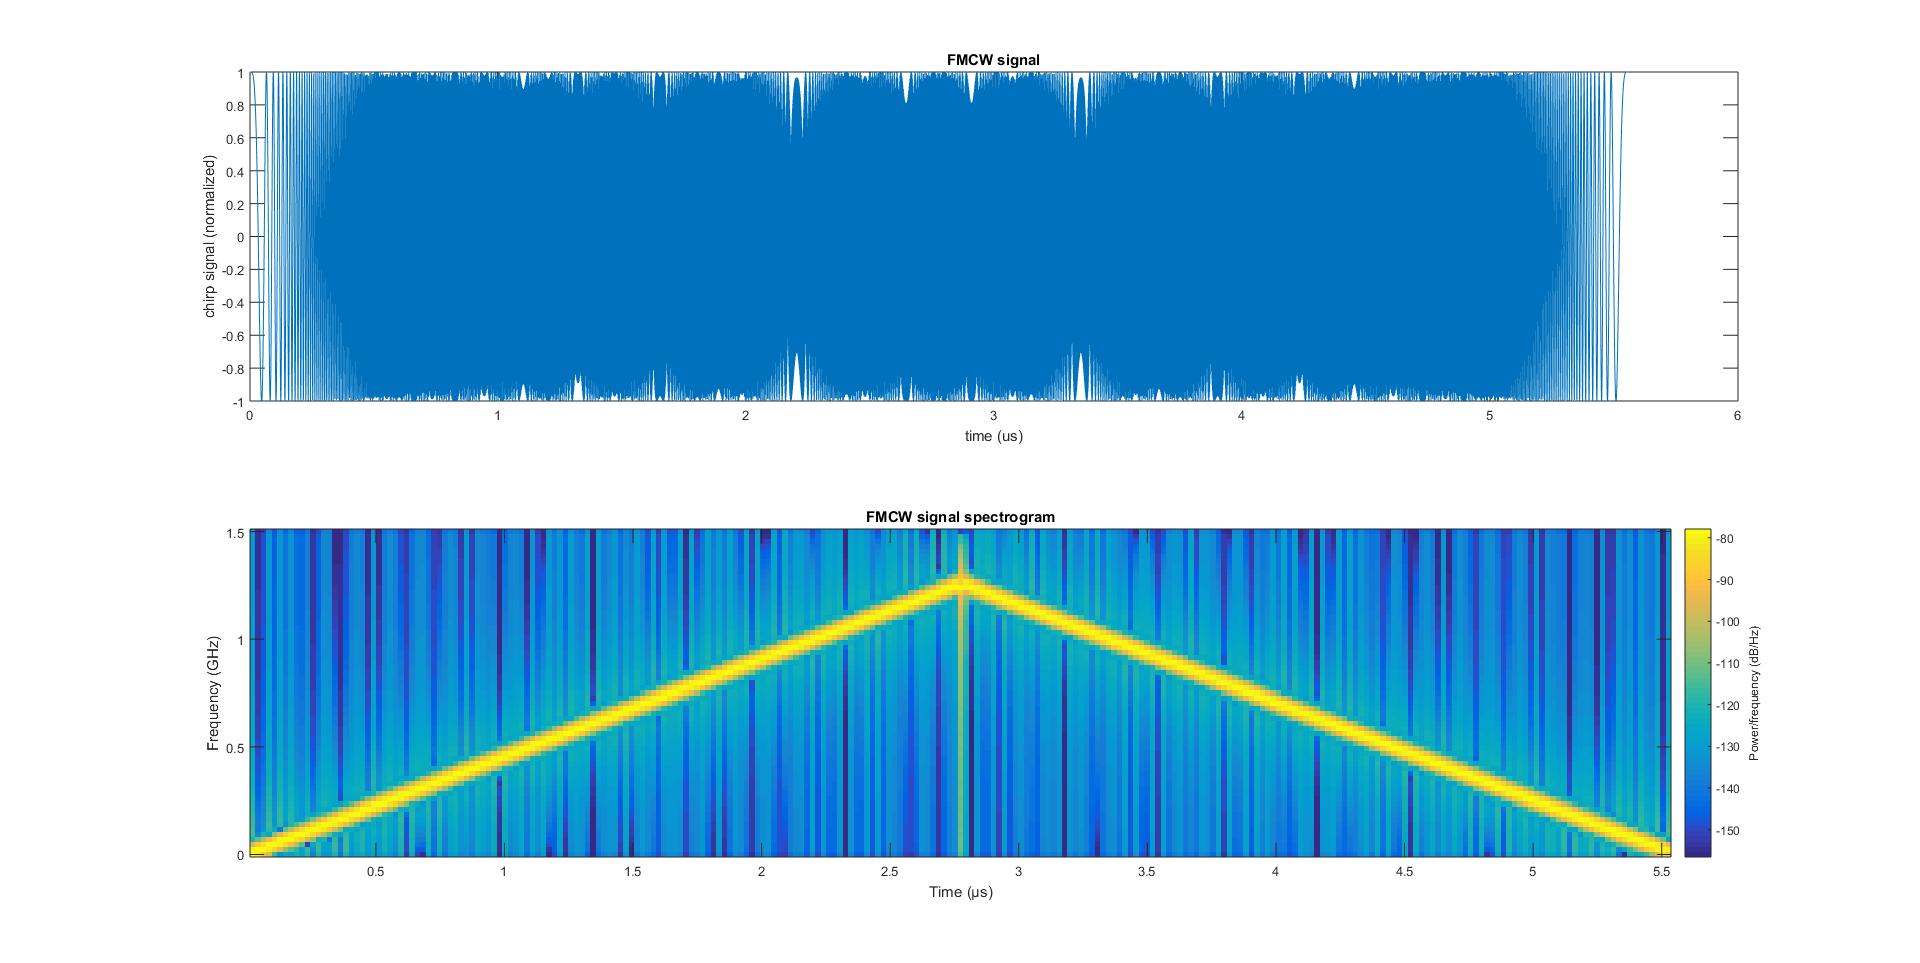 FMCW signal
1
0.8
0.6
0.4
0.2
0
-0.2
-0.4
-0.6
-0.8
-1
chirp signal (normalized)
0 1 2 3 4 5 6
time (us)
FMCW signal spectrogram
1.5
1
0.5
0
Frequency (GHz)
0.5 1 1.5 2 2.5 3 3.5 4 4.5 5 5.5
Time (µs)
-80
-90
-100
-110
-120
-130
-140
-150
Power/frequency (dB/Hz)